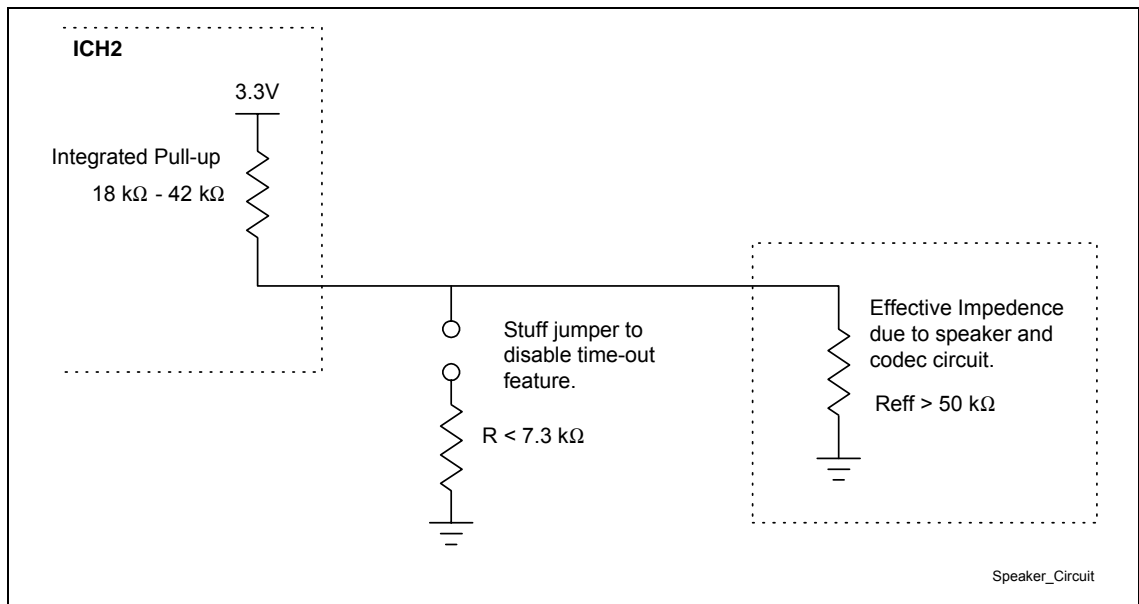 ICH2
3.3V
Integrated Pull-up
18 kΩ - 42 kΩ
Stuff jumper to
disable time-out
feature.
R < 7.3 kΩ
Effective Impedence
due to speaker and
codec circuit.
Reff > 50 kΩ
Speaker_Circuit